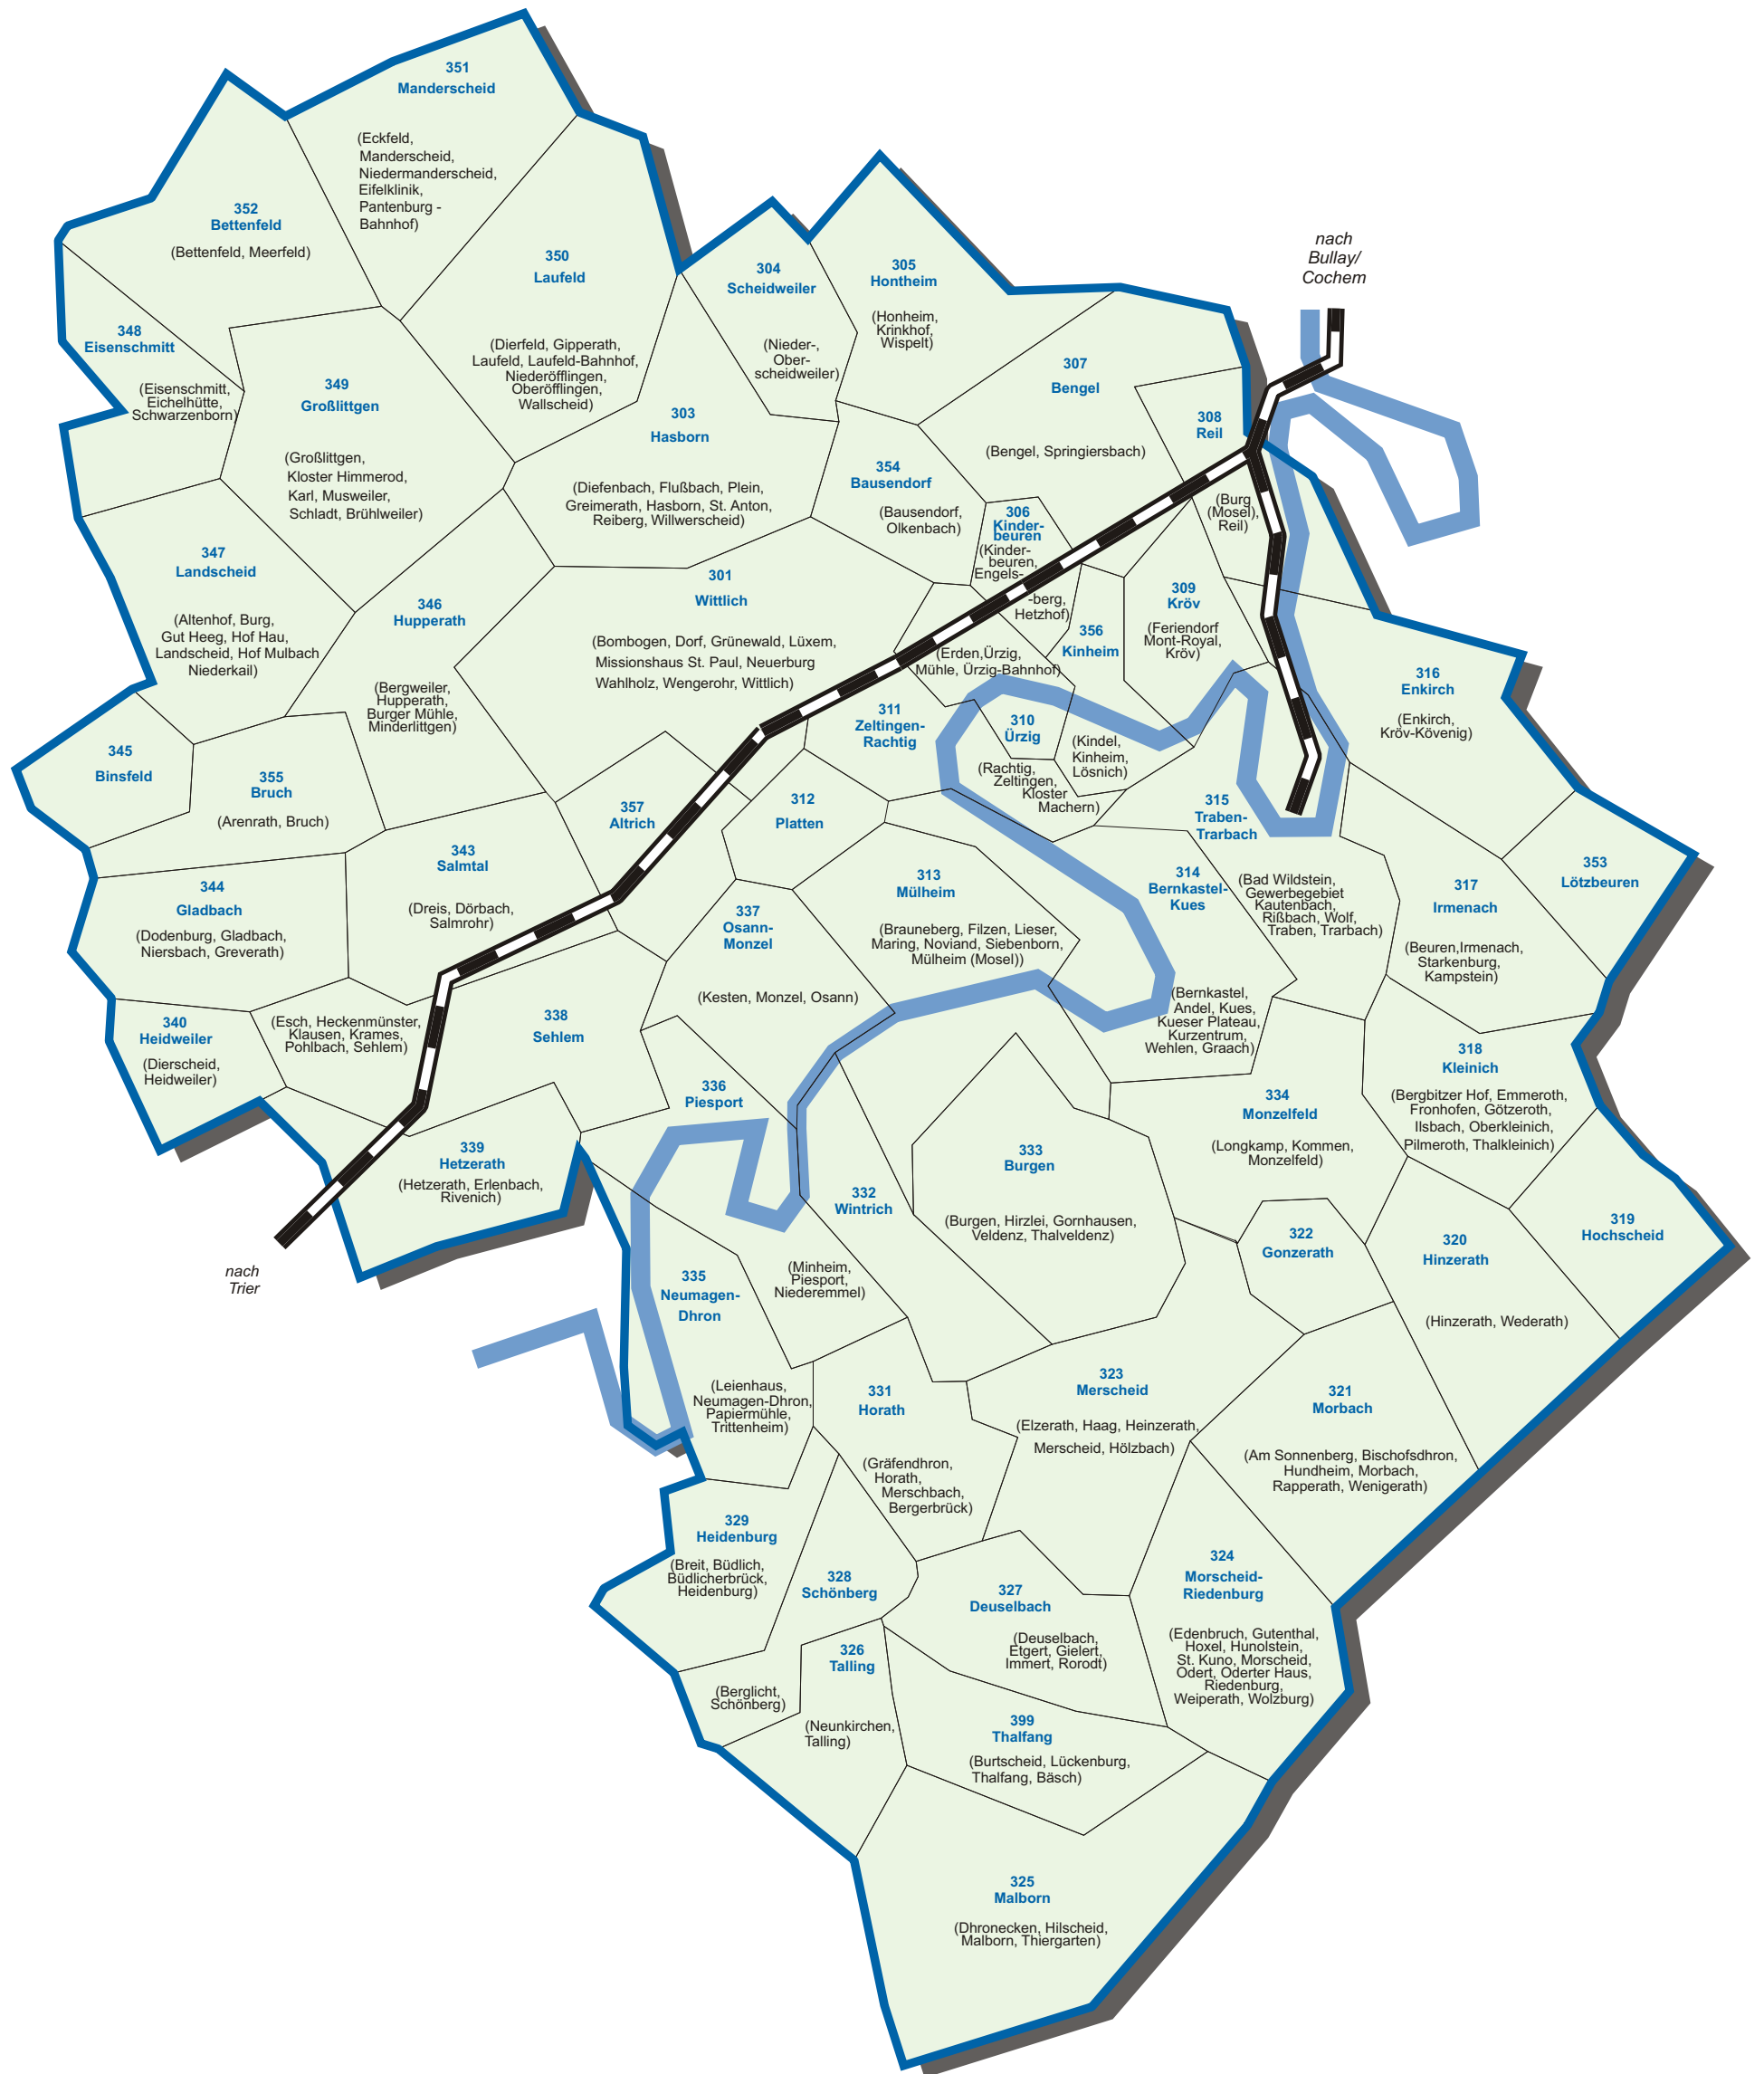 351
Manderscheid
(Eckfeld,
Manderscheid,
Niedermanderscheid,
Eifelklinik,
Pantenburg -
Bahnhof)
352
Bettenfeld
(Bettenfeld, Meerfeld)
350
Laufeld
(Dierfeld, Gipperath,
Laufeld, Laufeld-Bahnhof,
Niederöfflingen,
Oberöfflingen,
Wallscheid)
304
Scheidweiler
(Nieder-,
Ober-
scheidweiler)
305
Hontheim
(Honheim,
Krinkhof,
Wispelt)
nach
Bullay/
Cochem
348
Eisenschmitt
(Eisenschmitt,
Eichelhütte,
Schwarzenborn)
349
Großlittgen
(Großlittgen,
Kloster Himmerod,
Karl, Musweiler,
Schladt, Brühlweiler)
303
Hasborn
(Diefenbach, Flußbach, Plein,
Greimerath, Hasborn, St. Anton,
Reiberg, Willwerscheid)
307
Bengel
(Bengel, Springiersbach)
308
Reil
(Burg
(Mosel),
Reil)
354
Bausendorf
(Bausendorf,
Olkenbach)
306
Kinder-
beuren
(Kinder-
beuren,
Engels-
-berg,
Hetzhof)
347
Landscheid
(Altenhof, Burg,
Gut Heeg, Hof Hau,
Landscheid, Hof Mulbach
Niederkail)
346
Hupperath
(Bergweiler,
Hupperath,
Burger Mühle,
Minderlittgen)
301
Wittlich
(Bombogen, Dorf, Grünewald, Lüxem,
Missionshaus St. Paul, Neuerburg
Wahlholz, Wengerohr, Wittlich)
309
Kröv
(Feriendorf
Mont-Royal,
Kröv)
356
Kinheim
(Kindel,
Kinheim,
Lösnich)
(Erden,Ürzig,
Mühle, Ürzig-Bahnhof)
310
Ürzig
311
Zeltingen-
Rachtig
(Rachtig,
Zeltingen,
Kloster
Machern)
316
Enkirch
(Enkirch,
Kröv-Kövenig)
345
Binsfeld
355
Bruch
(Arenrath, Bruch)
357
Altrich
312
Platten
315
Traben-
Trarbach
(Bad Wildstein,
Gewerbegebiet
Kautenbach,
Rißbach, Wolf,
Traben, Trarbach)
353
Lötzbeuren
344
Gladbach
(Dodenburg, Gladbach,
Niersbach, Greverath)
343
Salmtal
(Dreis, Dörbach,
Salmrohr)
337
Osann-
Monzel
(Kesten, Monzel, Osann)
313
Mülheim
(Brauneberg, Filzen, Lieser,
Maring, Noviand, Siebenborn,
Mülheim (Mosel))
314
Bernkastel-
Kues
(Bernkastel,
Andel, Kues,
Kueser Plateau,
Kurzentrum,
Wehlen, Graach)
317
Irmenach
(Beuren,Irmenach,
Starkenburg,
Kampstein)
340
Heidweiler
(Dierscheid,
Heidweiler)
(Esch, Heckenmünster,
Klausen, Krames,
Pohlbach, Sehlem)
338
Sehlem
318
Kleinich
(Bergbitzer Hof, Emmeroth,
Fronhofen, Götzeroth,
Ilsbach, Oberkleinich,
Pilmeroth, Thalkleinich)
336
Piesport
(Minheim,
Piesport,
Niederemmel)
334
Monzelfeld
(Longkamp, Kommen,
Monzelfeld)
339
Hetzerath
(Hetzerath, Erlenbach,
Rivenich)
333
Burgen
(Burgen, Hirzlei, Gornhausen,
Veldenz, Thalveldenz)
332
Wintrich
322
Gonzerath
320
Hinzerath
(Hinzerath, Wederath)
319
Hochscheid
nach
Trier
335
Neumagen-
Dhron
(Leienhaus,
Neumagen-Dhron,
Papiermühle,
Trittenheim)
331
Horath
(Gräfendhron,
Horath,
Merschbach,
Bergerbrück)
323
Merscheid
(Elzerath, Haag, Heinzerath,
Merscheid, Hölzbach)
321
Morbach
(Am Sonnenberg, Bischofsdhron,
Hundheim, Morbach,
Rapperath, Wenigerath)
329
Heidenburg
(Breit, Büdlich,
Büdlicherbrück,
Heidenburg)
328
Schönberg
(Berglicht,
Schönberg)
327
Deuselbach
(Deuselbach,
Etgert, Gielert,
Immert, Rorodt)
324
Morscheid-
Riedenburg
(Edenbruch, Gutenthal,
Hoxel, Hunolstein,
St. Kuno, Morscheid,
Odert, Oderter Haus,
Riedenburg,
Weiperath, Wolzburg)
326
Talling
(Neunkirchen,
Talling)
399
Thalfang
(Burtscheid, Lückenburg,
Thalfang, Bäsch)
325
Malborn
(Dhronecken, Hilscheid,
Malborn, Thiergarten)